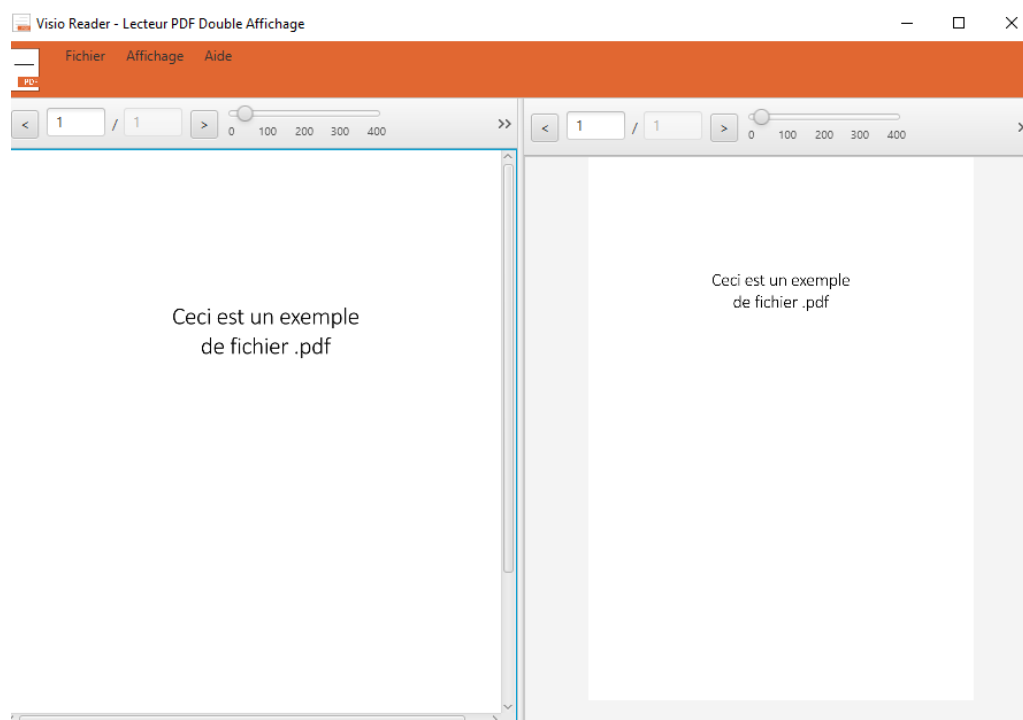 Visio Reader - Lecteur PDF Double Affichage
Fichier Affichage Aide
< 1 / 1 > 0 100 200 300 400 >>
< 1 / 1 > 0 100 200 300 400
Ceci est un exemple
de fichier .pdf
Ceci est un exemple
de fichier .pdf